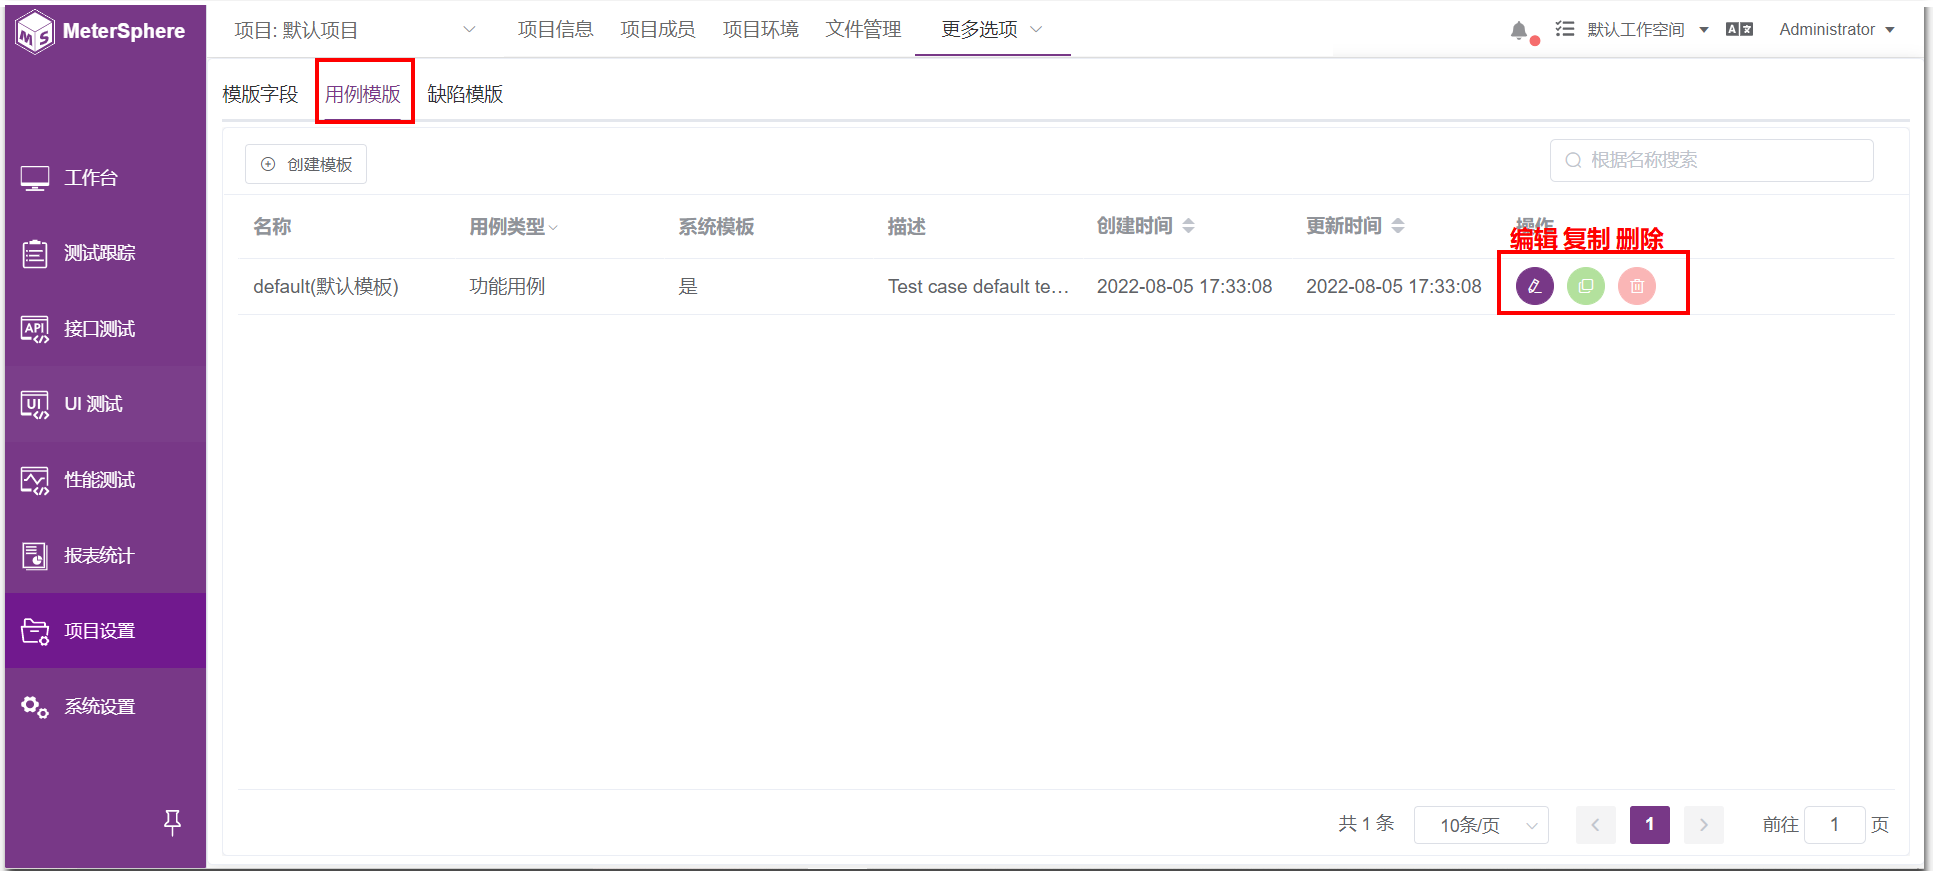 MeterSphere
项目: 默认项目
项目信息 项目成员 项目环境 文件管理 更多选项
默认工作空间
Administrator
模版字段 用例模版 缺陷模版
创建模板
根据名称搜索
名称 用例类型 系统模板 描述 创建时间 更新时间 操作
编辑 复制 删除
default(默认模板) 功能用例 是 Test case default te… 2022-08-05 17:33:08 2022-08-05 17:33:08
工作台
测试跟踪
API 接口测试
UI UI 测试
性能测试
报表统计
项目设置
系统设置
共 1 条 10条/页 1 前往 1 页